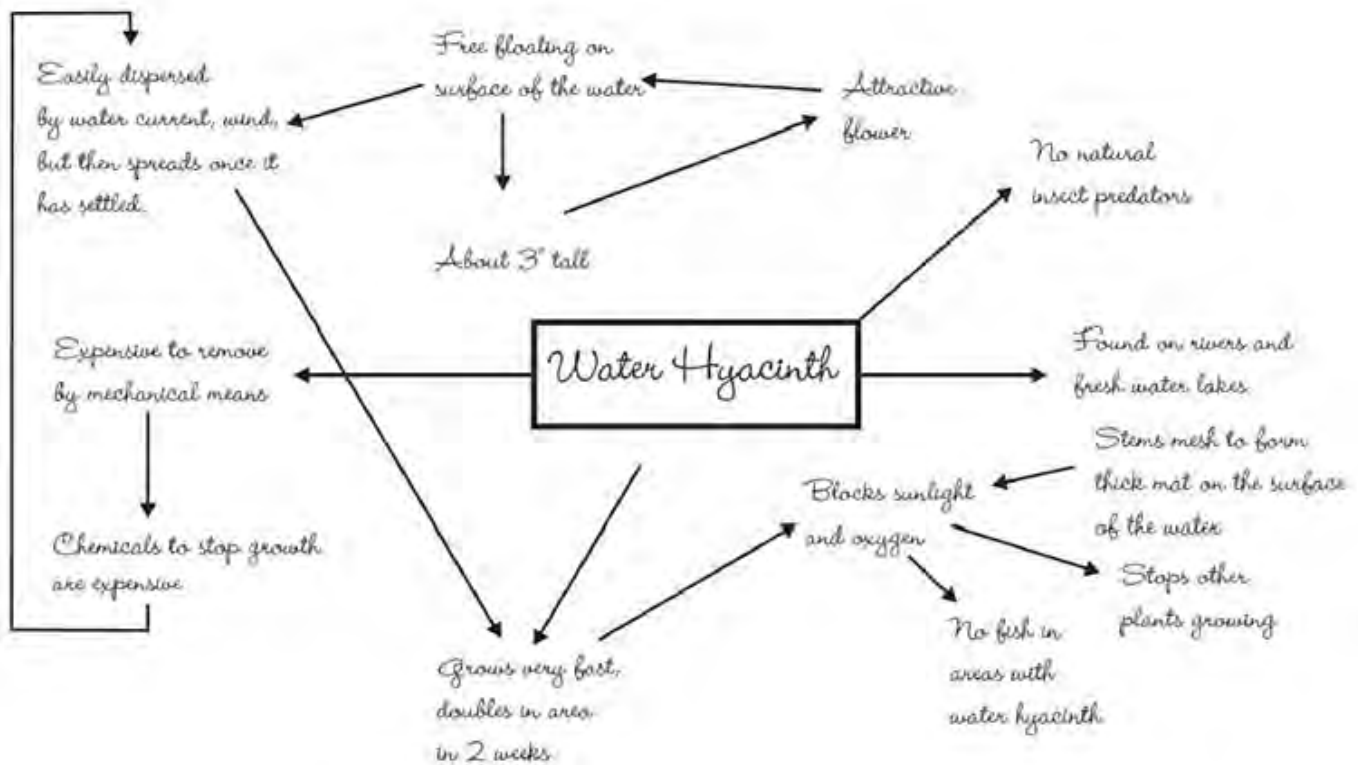 Free floating on
surface of the water
Easily dispersed
by water current, wind,
but then spreads once it
has settled.
Attractive
flower
No natural
insect predators
About 3" tall
Water Hyacinth
Expensive to remove
by mechanical means
Found on rivers and
fresh water lakes
Stems mesh to form
thick mat on the surface
of the water
Blocks sunlight
and oxygen
Chemicals to stop growth
are expensive
Stops other
plants growing
No fish in
areas with
water hyacinth
Grows very fast,
doubles in area
in 2 weeks